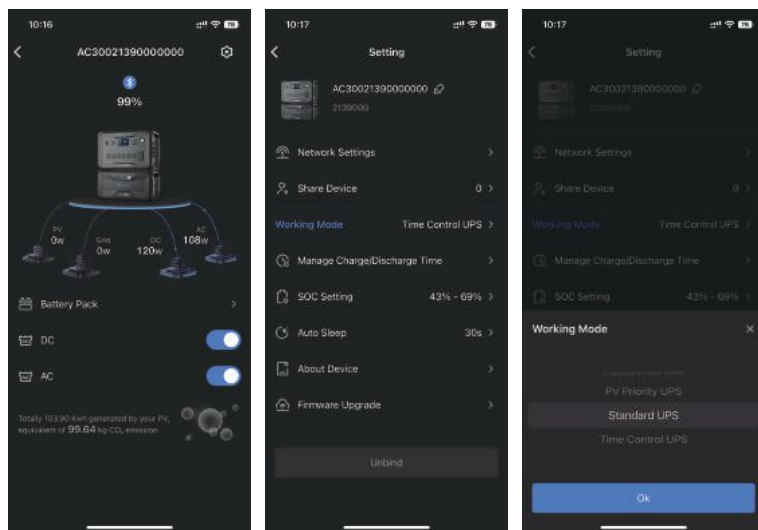 10:16
76
AC30021390000000
99%
PV
0w
Grid
0w
DC
120w
AC
108w
Battery Pack
DC
AC
Totally 103.90 Kwh generated by your PV,
equivalent of 99.64 kg CO₂ emission.
10:17
76
Setting
AC30021390000000
2139000
Network Settings
Share Device 0
Working Mode Time Control UPS
Manage Charge/Discharge Time
SOC Setting 43% - 69%
Auto Sleep 30s
About Device
Firmware Upgrade
Unbind
10:17
76
Setting
AC30021390000000
Network Settings
Share Device 0
Working Mode Time Control UPS
Manage Charge/Discharge Time
SOC Setting 43% - 69%
Working Mode
PV Priority UPS
Standard UPS
Time Control UPS
Ok